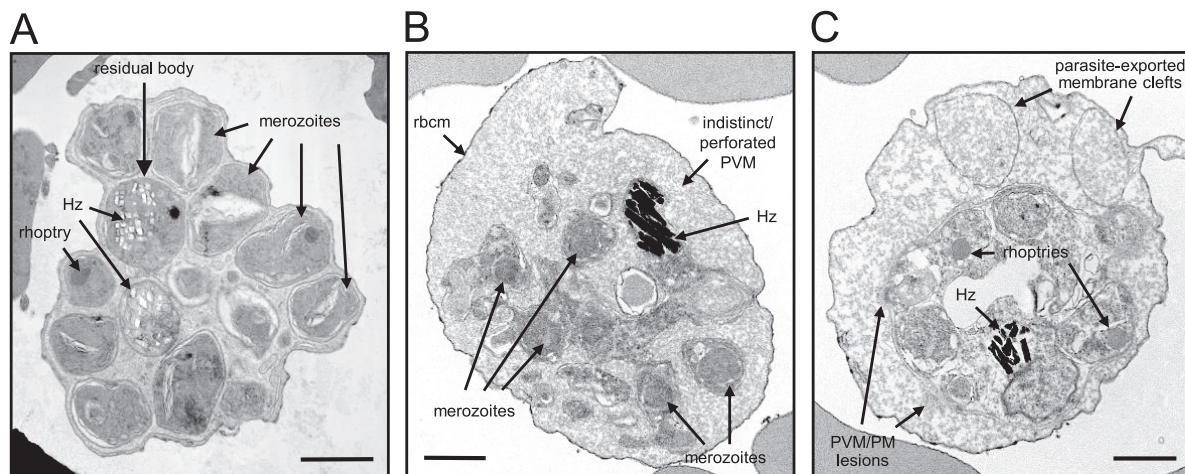 A
residual body
merozoites
Hz
rhoptry
B
rbcm
indistinct/
perforated
PVM
Hz
merozoites
merozoites
C
parasite-exported
membrane clefts
rhoptries
Hz
PVM/PM
lesions